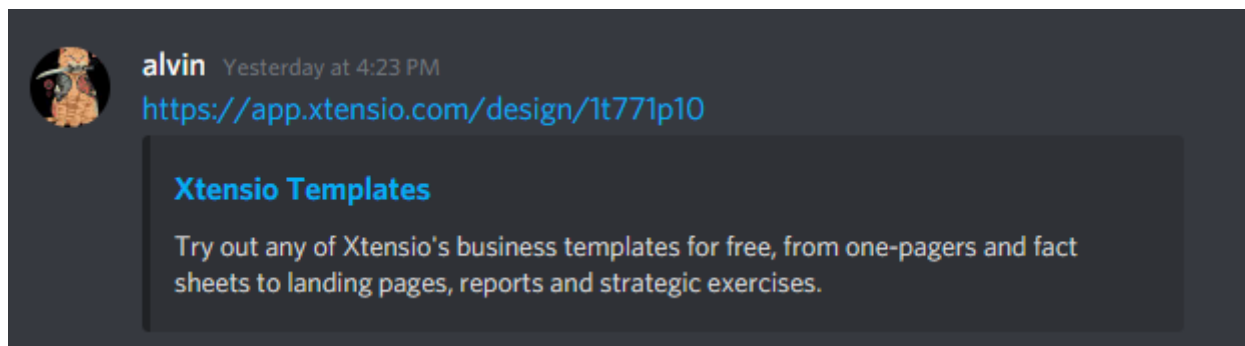 alvin Yesterday at 4:23 PM
https://app.xtensio.com/design/1t771p10
Xtensio Templates
Try out any of Xtensio's business templates for free, from one-pagers and fact
sheets to landing pages, reports and strategic exercises.